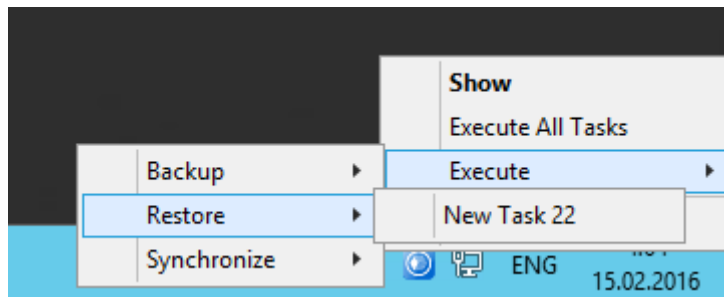 Show
Execute All Tasks
Backup
Execute
Restore
New Task 22
Synchronize
ENG
15.02.2016